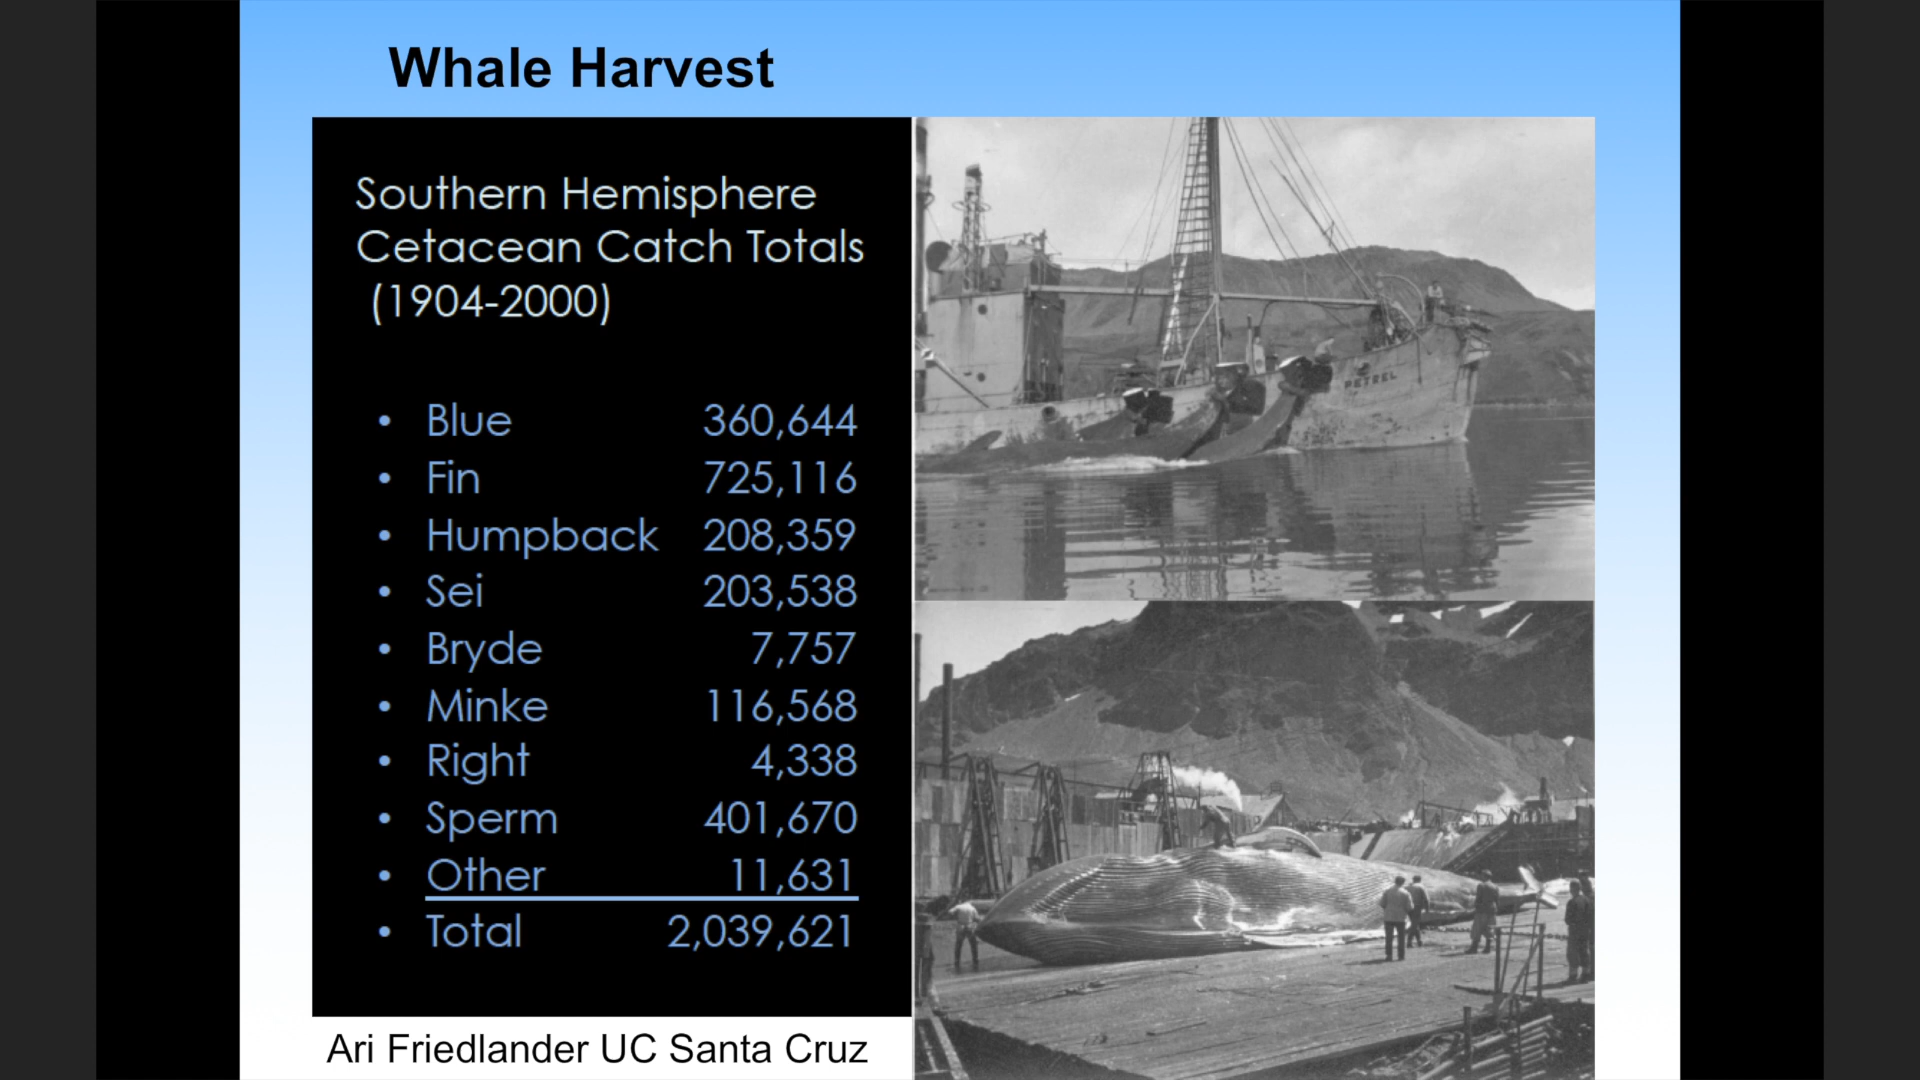 Whale Harvest
Southern Hemisphere
Cetacean Catch Totals
(1904-2000)
• Blue 360,644
• Fin 725,116
• Humpback 208,359
• Sei 203,538
• Bryde 7,757
• Minke 116,568
• Right 4,338
• Sperm 401,670
• Other 11,631
• Total 2,039,621
PETREL
Ari Friedlander UC Santa Cruz